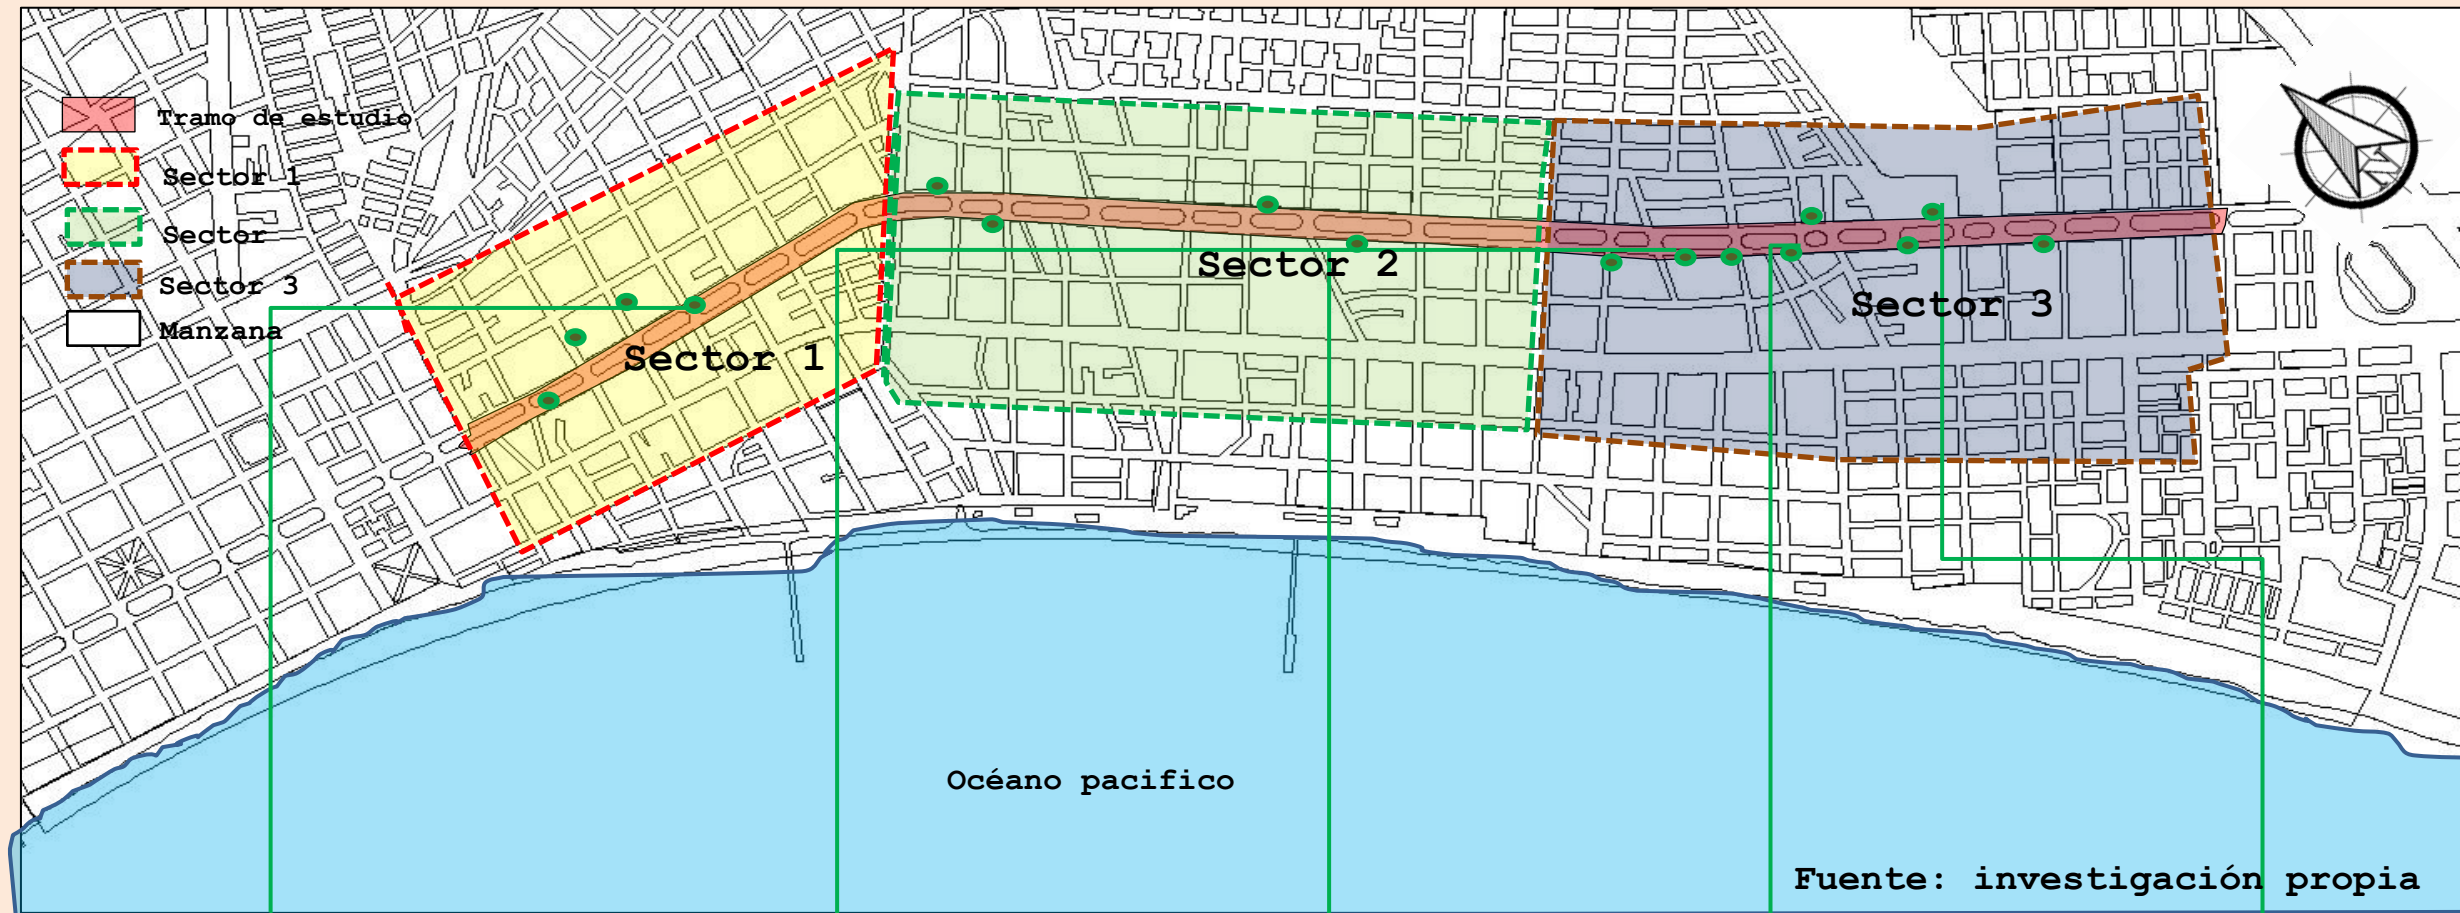 Tramo de estudio
Sector 1
Sector
Sector 3
Manzana
Sector 1
Sector 2
Sector 3
Océano pacifico
Fuente: investigación propia